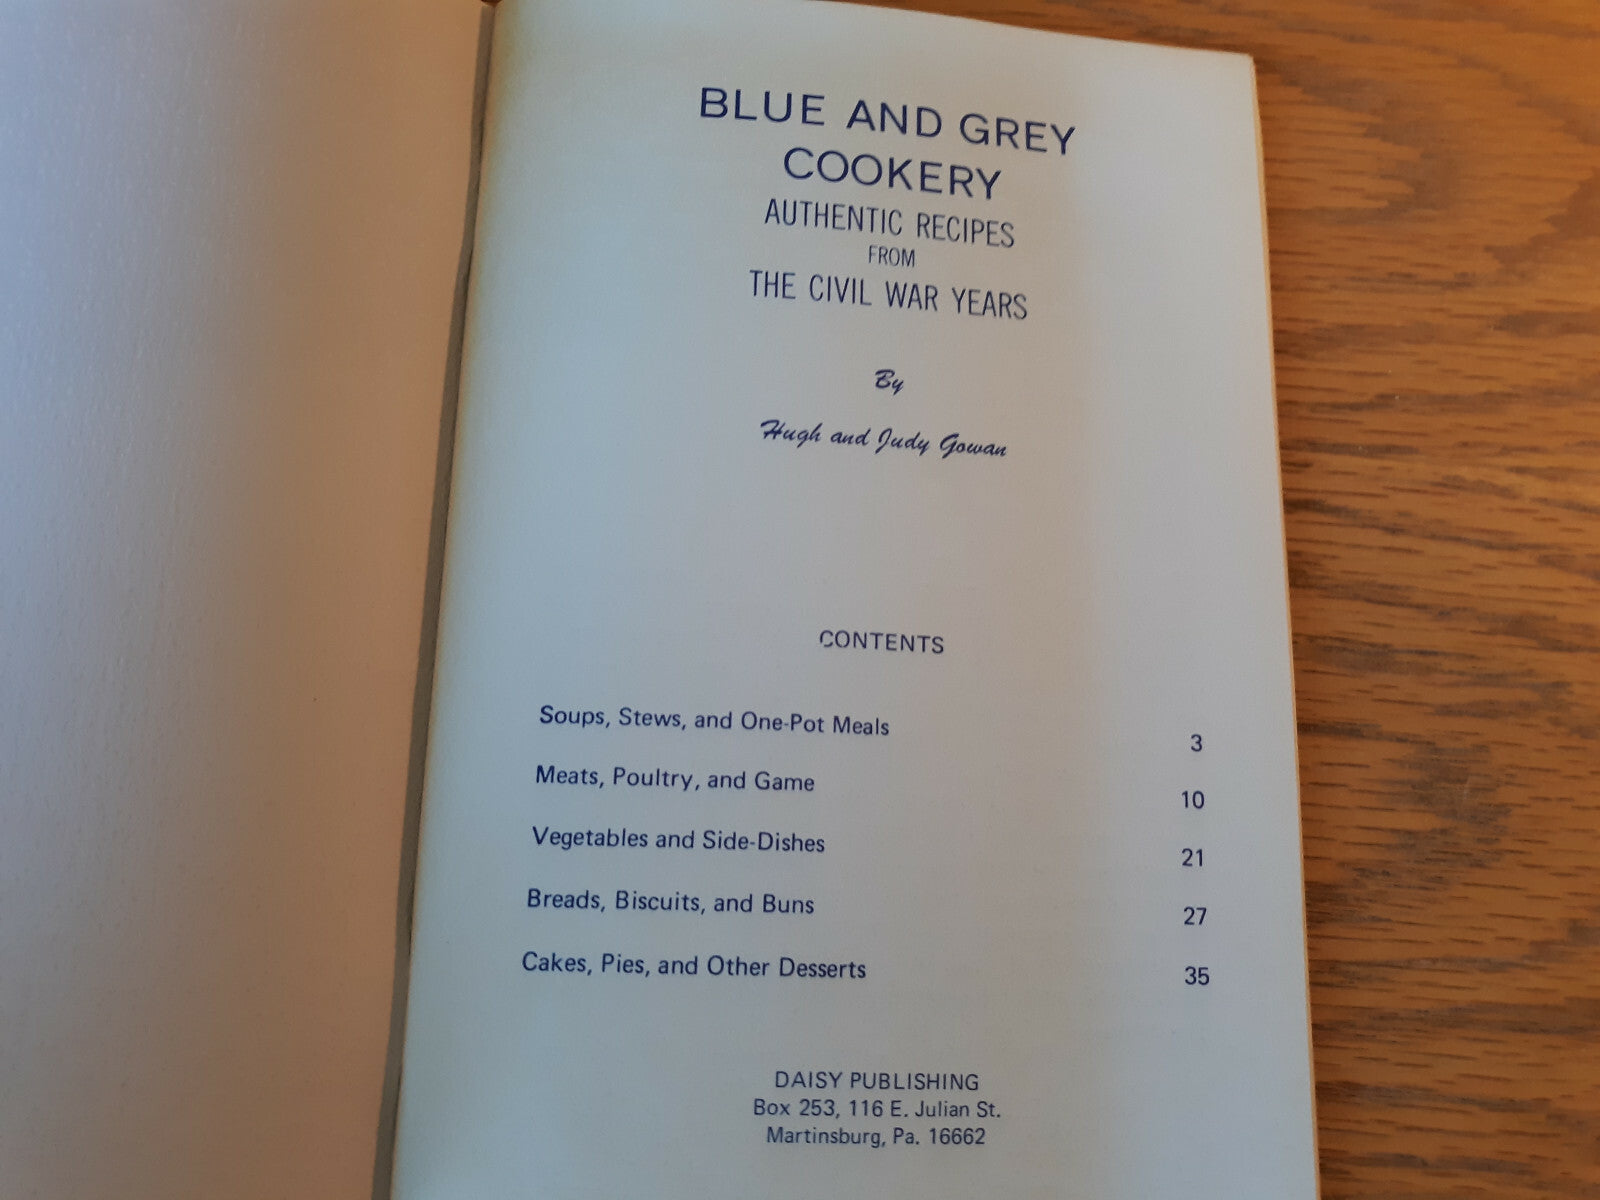 BLUE AND GREY
COOKERY
AUTHENTIC RECIPES
FROM
THE CIVIL WAR YEARS
By
Hugh and Judy Gowan
CONTENTS
Soups, Stews, and One-Pot Meals 3
Meats, Poultry, and Game 10
Vegetables and Side-Dishes 21
Breads, Biscuits, and Buns 27
Cakes, Pies, and Other Desserts 35
DAISY PUBLISHING
Box 253, 116 E. Julian St.
Martinsburg, Pa. 16662